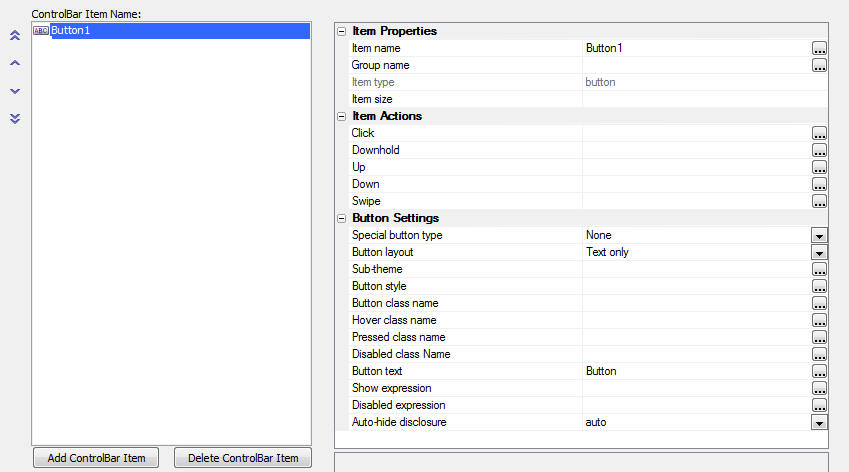 ControlBar Item Name:
ABC Button1
Item Properties
Item name Button1 ...
Group name ...
Item type button
Item size
Item Actions
Click ...
Downhold ...
Up ...
Down ...
Swipe ...
Button Settings
Special button type None
Button layout Text only
Sub-theme ...
Button style ...
Button class name ...
Hover class name ...
Pressed class name ...
Disabled class Name ...
Button text Button ...
Show expression ...
Disabled expression ...
Auto-hide disclosure auto
Add ControlBar Item Delete ControlBar Item